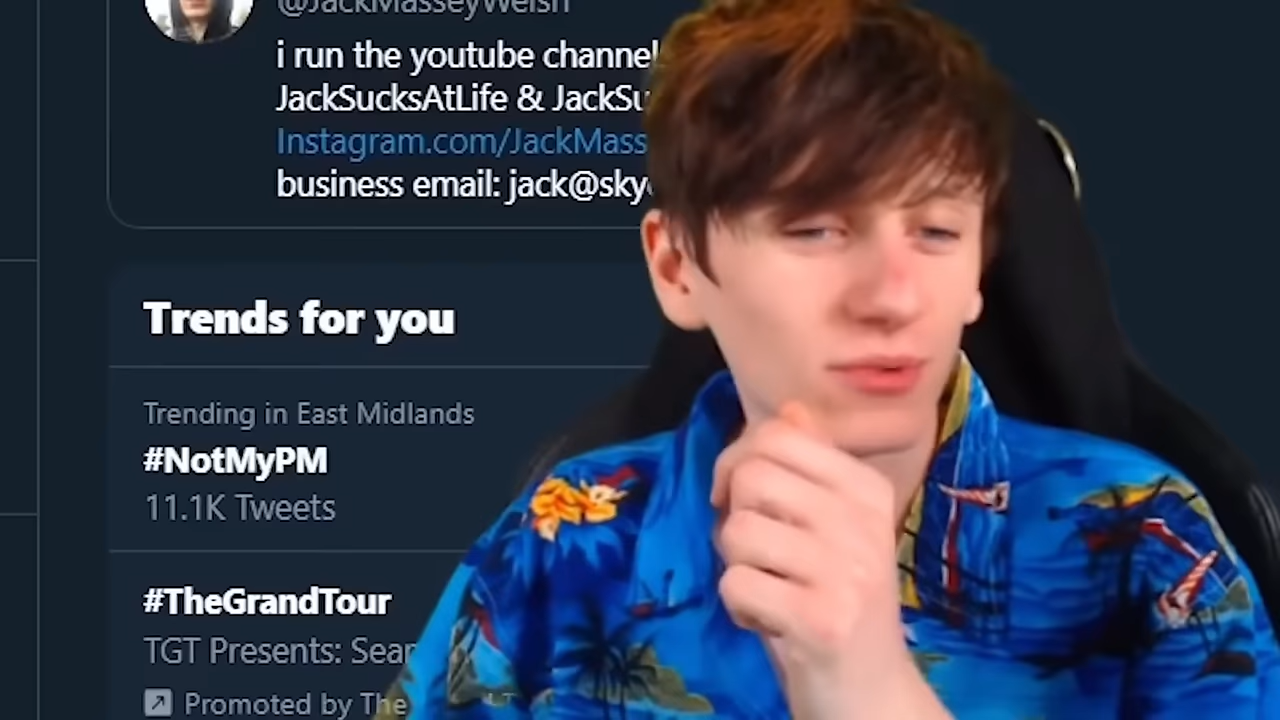 @JackMasseyWelsh
i run the youtube channel
JackSucksAtLife & JackSu
Instagram.com/JackMass
business email: jack@sky
Trends for you
Trending in East Midlands
#NotMyPM
11.1K Tweets
#TheGrandTour
TGT Presents: Sea
Promoted by The